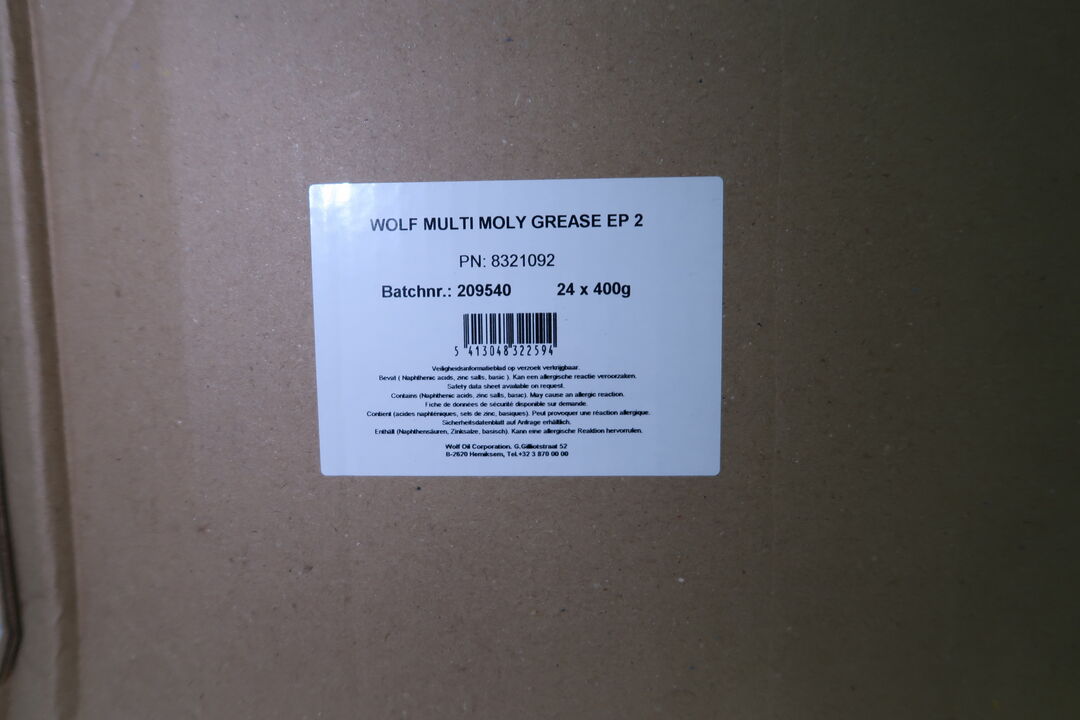 WOLF MULTI MOLY GREASE EP 2
PN: 8321092
Batchnr.: 209540 24 x 400g
5 413048 322594
Veiligheidsinformatieblad op verzoek verkrijgbaar.
Bevat ( Naphthenic acids, zinc salts, basic ). Kan een allergische reactie veroorzaken.
Safety data sheet available on request.
Contains (Naphthenic acids, zinc salts, basic). May cause an allergic reaction.
Fiche de données de sécurité disponible sur demande.
Contient (acides naphténiques, sels de zinc, basiques). Peut provoquer une réaction allergique.
Sicherheitsdatenblatt auf Anfrage erhältlich.
Enthält (Naphthensäuren, Zinksalze, basisch). Kann eine allergische Reaktion hervorrufen.
Wolf Oil Corporation. G.Gilliotstraat 52
B-2620 Hemiksem, Tel.+32 3 870 00 00